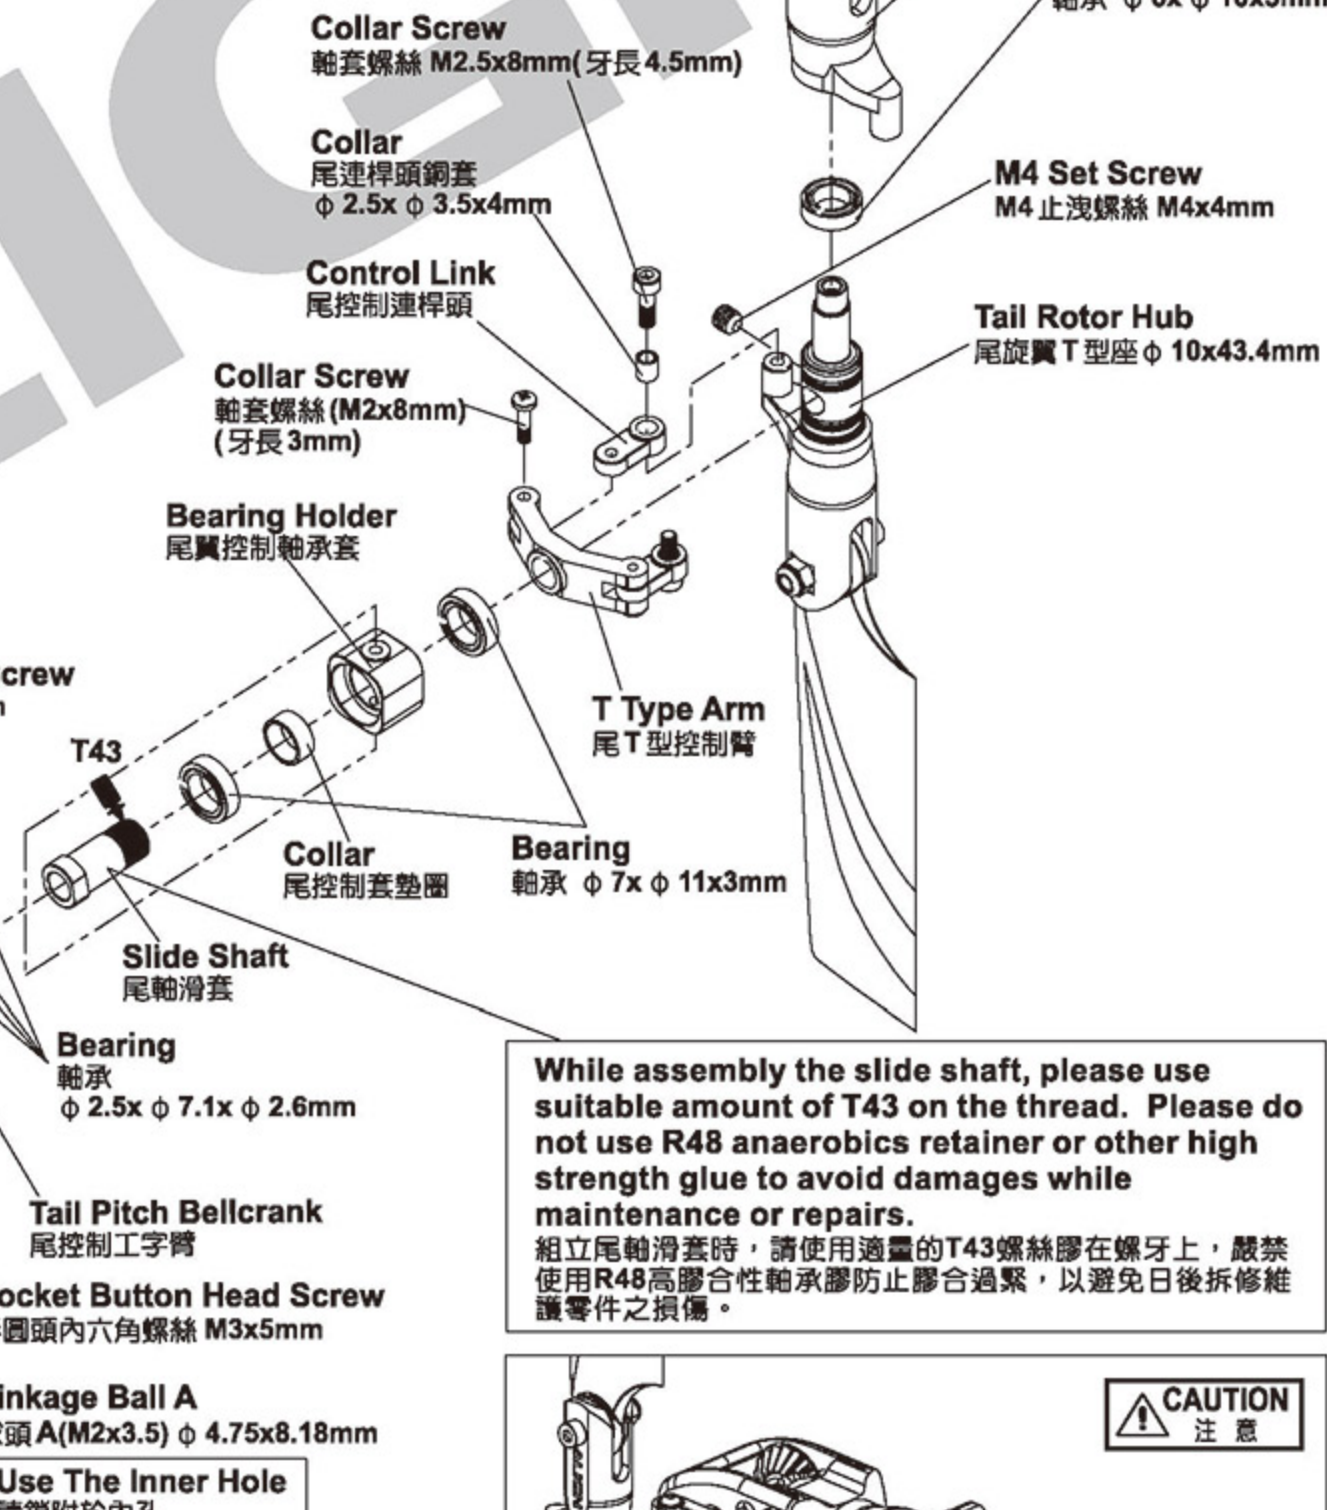 Collar Screw
軸套螺絲 M2.5x8mm(牙長4.5mm)
Collar
尾連桿頭銅套
ϕ 2.5x ϕ 3.5x4mm
M4 Set Screw
M4 止洩螺絲 M4x4mm
Control Link
尾控制連桿頭
Tail Rotor Hub
尾旋翼T型座ϕ 10x43.4mm
Collar Screw
軸套螺絲(M2x8mm)
(牙長3mm)
Bearing Holder
尾翼控制軸承套
T Type Arm
尾T型控制臂
T43
Collar
尾控制套墊圈
Bearing
軸承 ϕ 7x ϕ 11x3mm
Slide Shaft
尾軸滑套
Bearing
軸承
ϕ 2.5x ϕ 7.1x ϕ 2.6mm
While assembly the slide shaft, please use
suitable amount of T43 on the thread. Please do
not use R48 anaerobics retainer or other high
strength glue to avoid damages while
maintenance or repairs.
組立尾軸滑套時，請使用適量的T43螺絲膠在螺牙上，嚴禁
使用R48高膠合性軸承膠防止膠合過緊，以避免日後拆修維
護零件之損傷。
Tail Pitch Bellcrank
尾控制工字臂
Button Head Screw
圓頭內六角螺絲 M3x5mm
Ball A
A(M2x3.5) ϕ 4.75x8.18mm
Use The Inner Hole
CAUTION
注 意